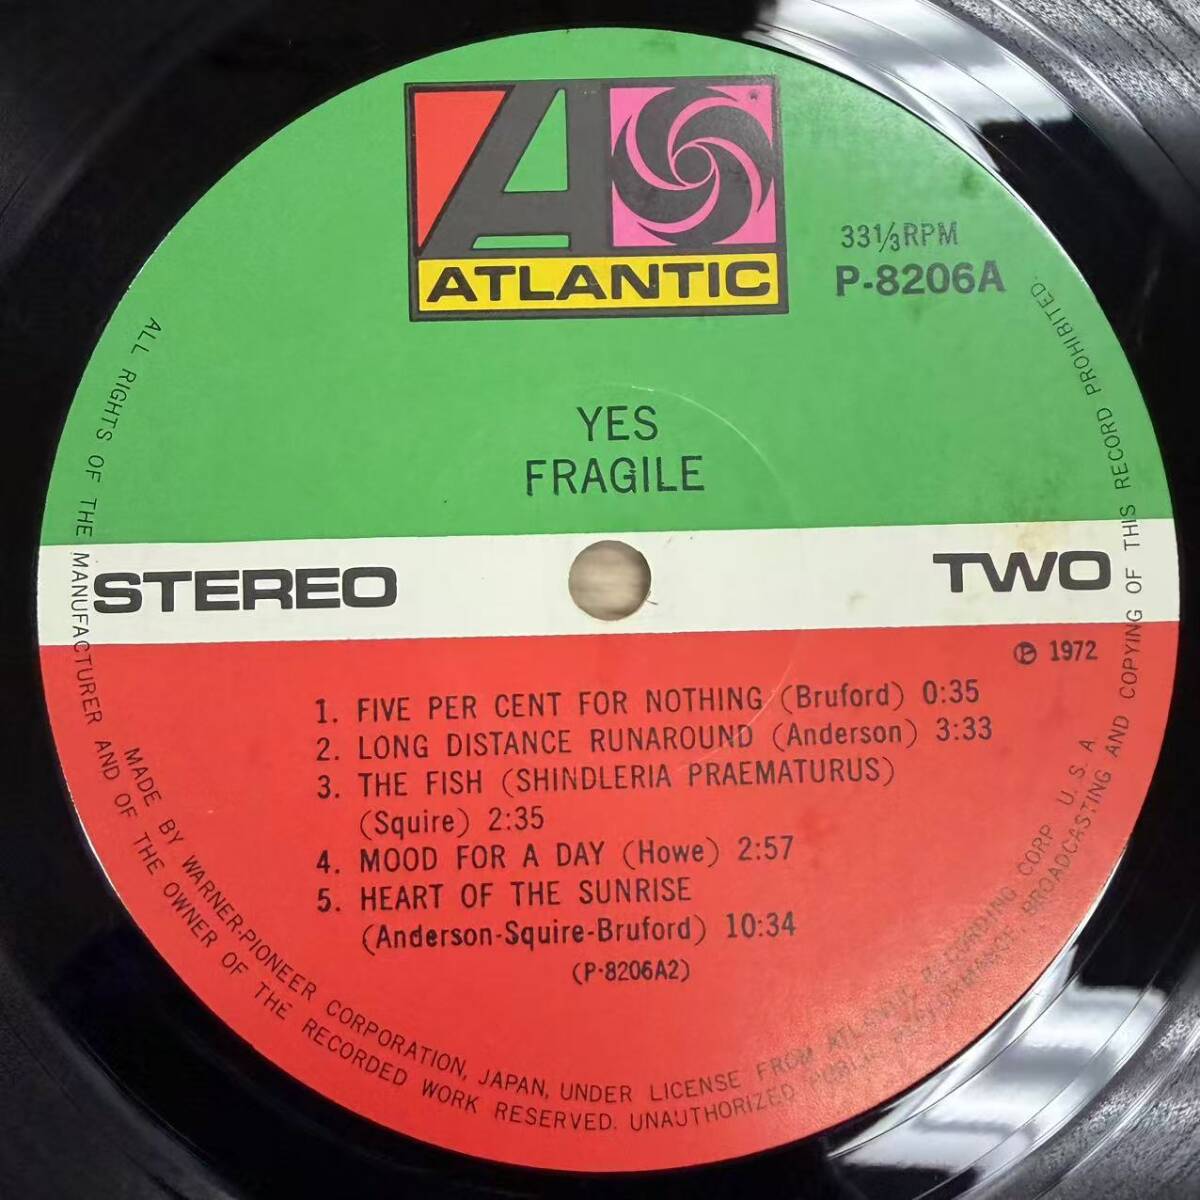 ATLANTIC
33 1/3 RPM
P-8206A
YES
FRAGILE
STEREO
TWO
℗ 1972
1. FIVE PER CENT FOR NOTHING (Bruford) 0:35
2. LONG DISTANCE RUNAROUND (Anderson) 3:33
3. THE FISH (SHINDLERIA PRAEMATURUS)
(Squire) 2:35
4. MOOD FOR A DAY (Howe) 2:57
5. HEART OF THE SUNRISE
(Anderson-Squire-Bruford) 10:34
(P-8206A2)
MADE BY WARNER-PIONEER CORPORATION, JAPAN, UNDER LICENSE FROM ATLANTIC RECORDING CORP. U. S. A
ALL RIGHTS OF THE MANUFACTURER AND OF THE OWNER OF THE RECORDED WORK RESERVED. UNAUTHORIZED PUBLIC PERFORMANCE, BROADCASTING AND COPYING OF THIS RECORD PROHIBITED.